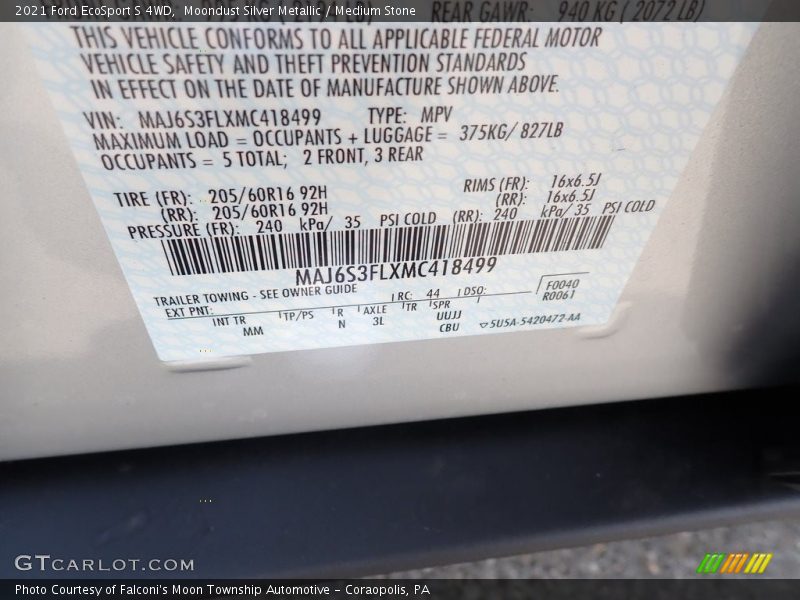 2021 Ford EcoSport S 4WD,  Moondust Silver Metallic / Medium Stone
REAR GAWR: 940 KG ( 2072 LB)
THIS VEHICLE CONFORMS TO ALL APPLICABLE FEDERAL MOTOR
VEHICLE SAFETY AND THEFT PREVENTION STANDARDS
IN EFFECT ON THE DATE OF MANUFACTURE SHOWN ABOVE.
VIN: MAJ6S3FLXMC418499 TYPE: MPV
MAXIMUM LOAD = OCCUPANTS + LUGGAGE = 375KG/ 827LB
OCCUPANTS = 5 TOTAL; 2 FRONT, 3 REAR
TIRE (FR): 205/60R16 92H RIMS (FR): 16x6.5J
(RR): 205/60R16 92H (RR): 16x6.5J
PRESSURE (FR): 240 kPa/ 35 PSI COLD (RR): 240 kPa/ 35 PSI COLD
MAJ6S3FLXMC418499
TRAILER TOWING - SEE OWNER GUIDE
EXT PNT: RC: 44 DSO: F0040
R0061
INT TR TP/PS R AXLE TR SPR
MM N 3L UUJJ
CBU ▽5U5A-5420472-AA
GTCARLOT.COM
Photo Courtesy of Falconi's Moon Township Automotive – Coraopolis, PA